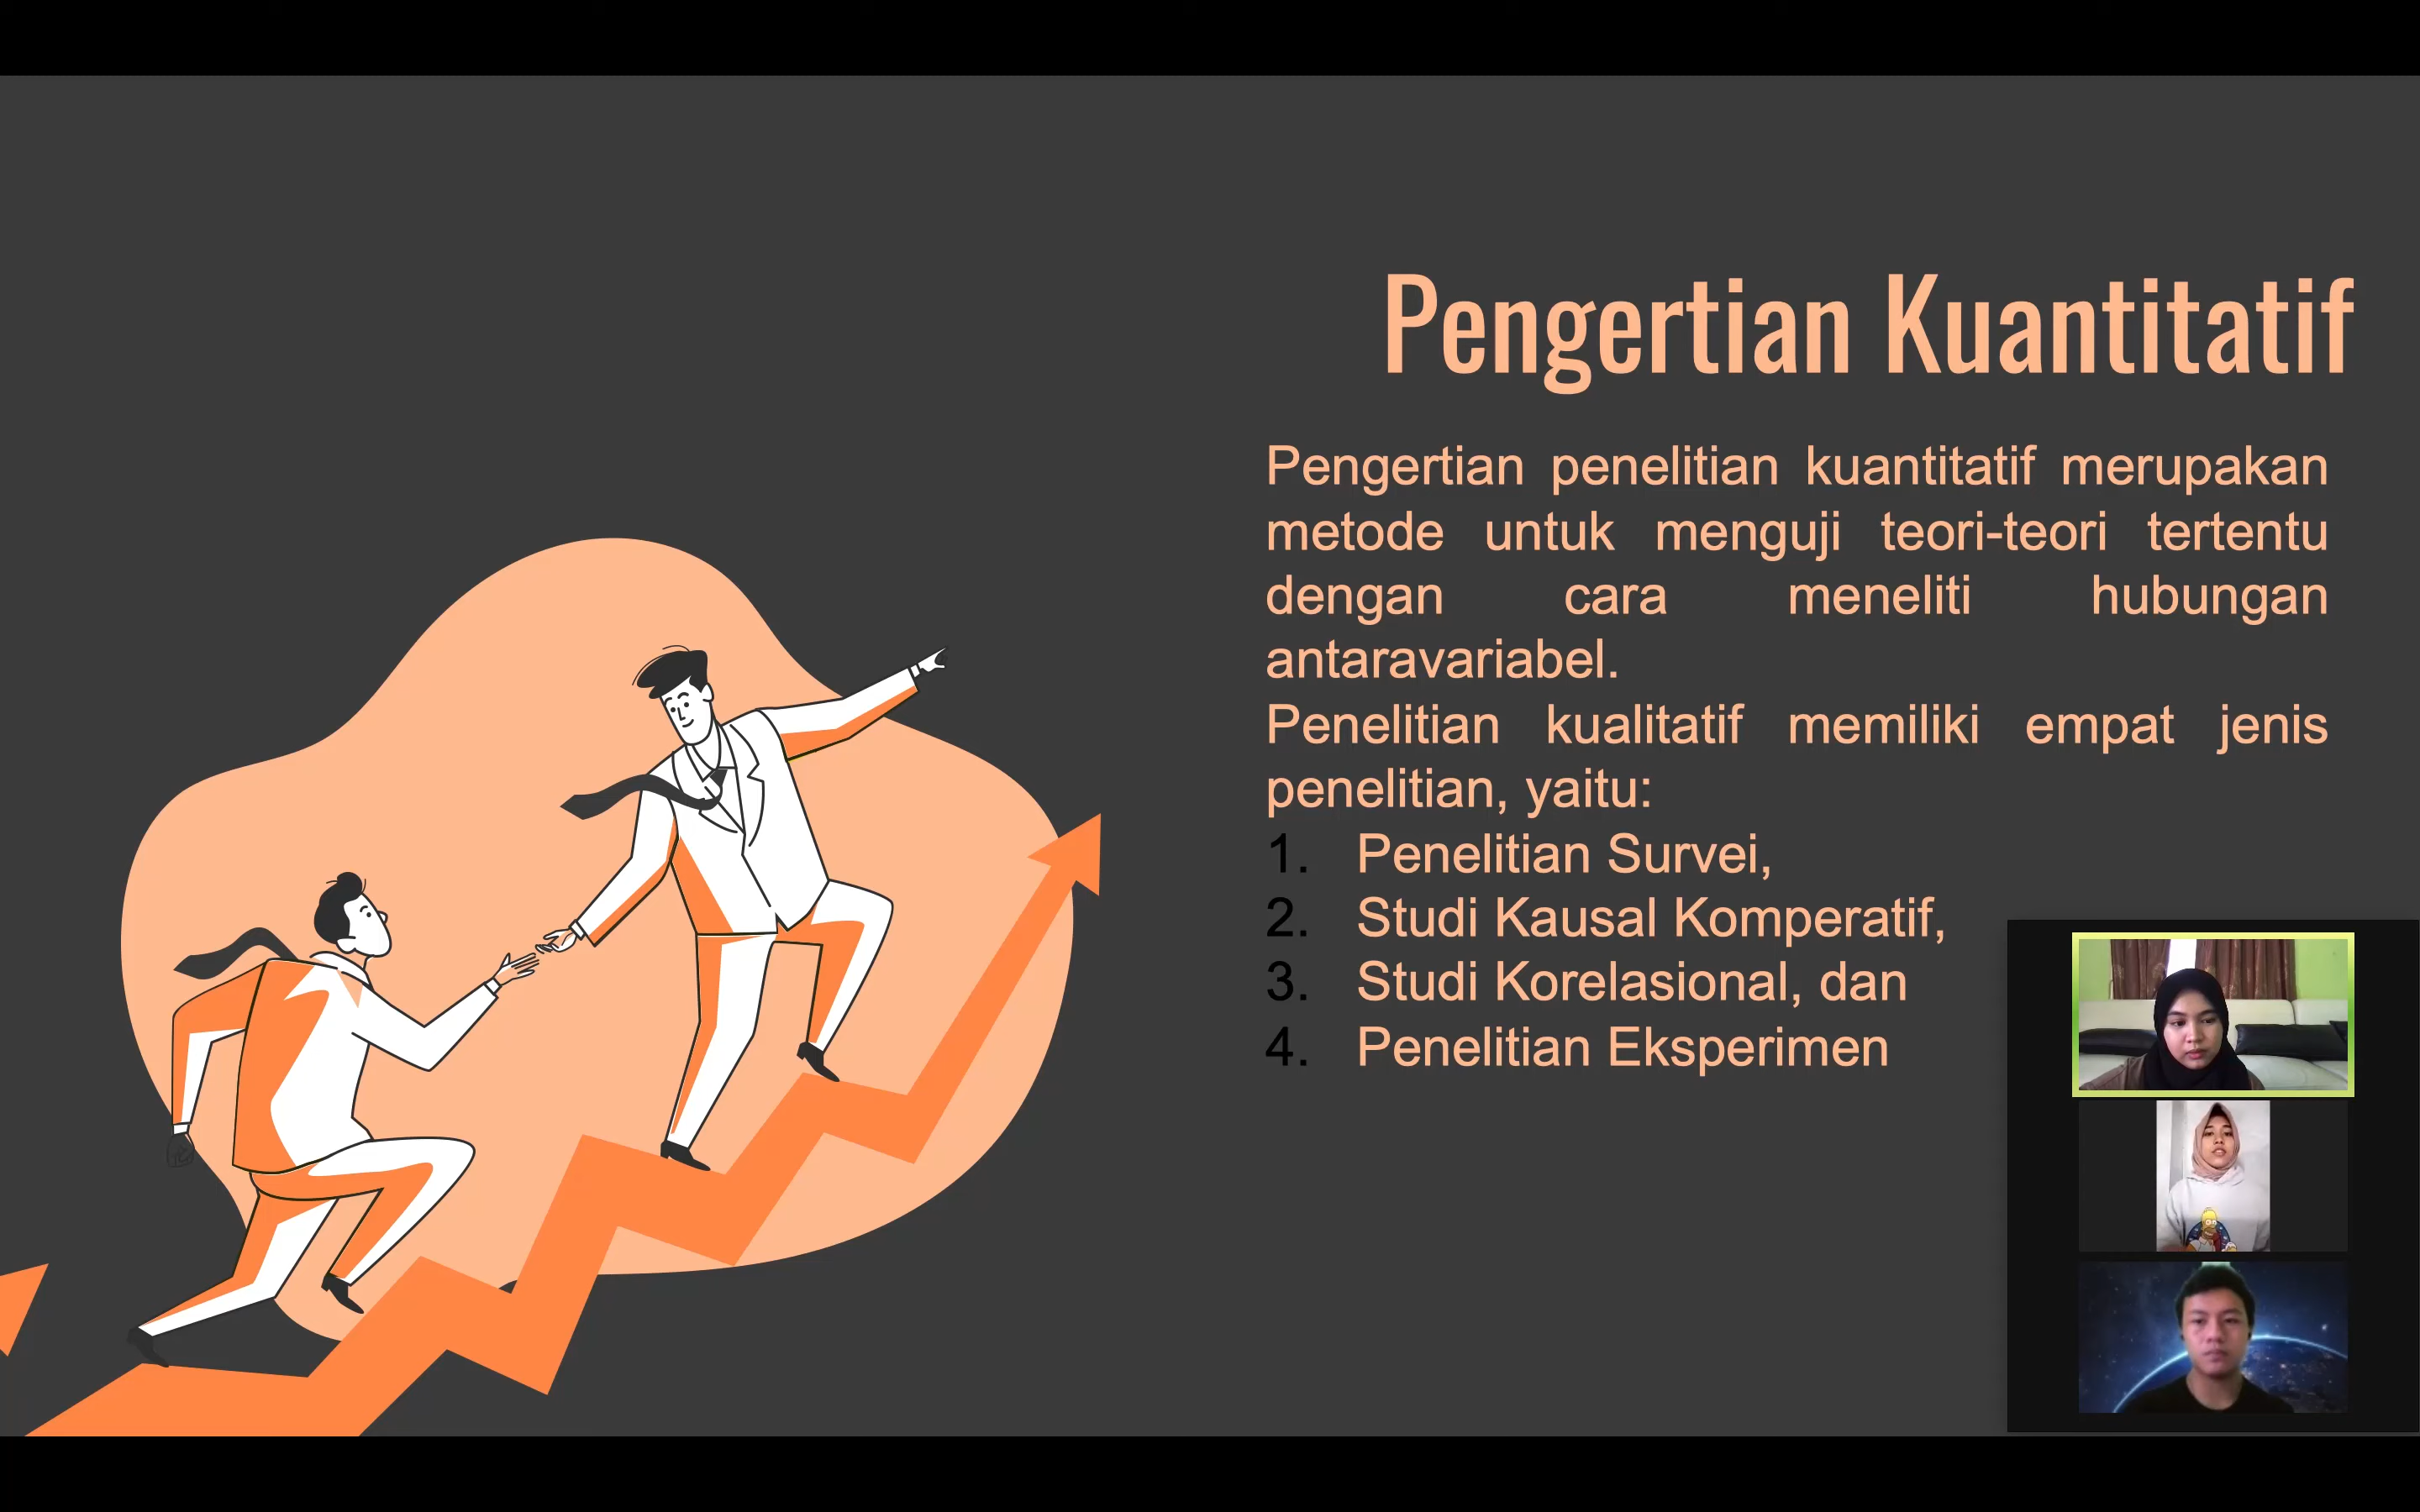 Pengertian Kuantitatif
Pengertian penelitian kuantitatif merupakan
metode untuk menguji teori-teori tertentu
dengan cara meneliti hubungan
antaravariabel.
Penelitian kualitatif memiliki empat jenis
penelitian, yaitu:
1. Penelitian Survei,
2. Studi Kausal Komperatif,
3. Studi Korelasional, dan
4. Penelitian Eksperimen